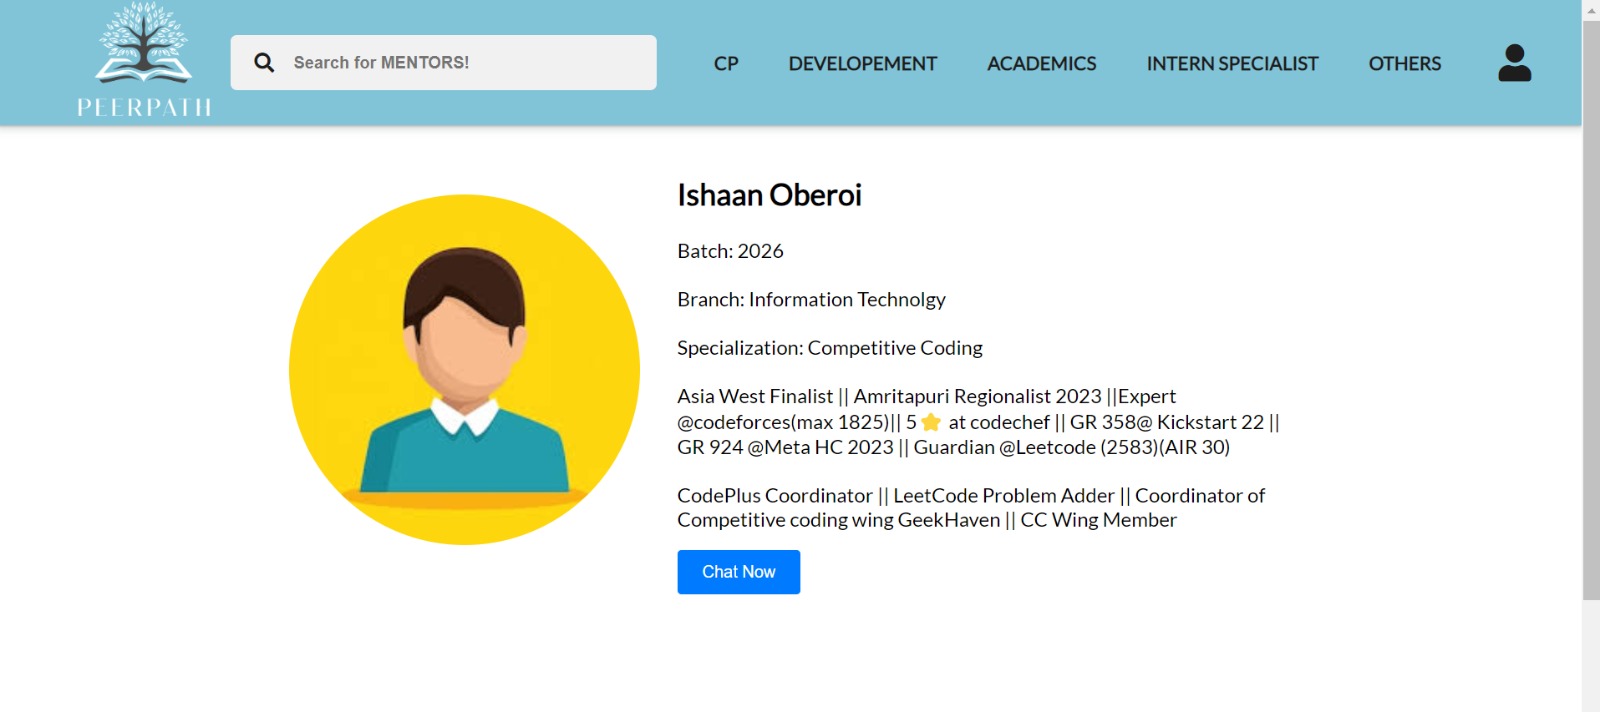 PEERPATH
Search for MENTORS!
CP
DEVELOPEMENT
ACADEMICS
INTERN SPECIALIST
OTHERS
Ishaan Oberoi
Batch: 2026
Branch: Information Technolgy
Specialization: Competitive Coding
Asia West Finalist || Amritapuri Regionalist 2023 ||Expert
@codeforces(max 1825)|| 5⭐ at codechef || GR 358@ Kickstart 22 ||
GR 924 @Meta HC 2023 || Guardian @Leetcode (2583)(AIR 30)
CodePlus Coordinator || LeetCode Problem Adder || Coordinator of
Competitive coding wing GeekHaven || CC Wing Member
Chat Now